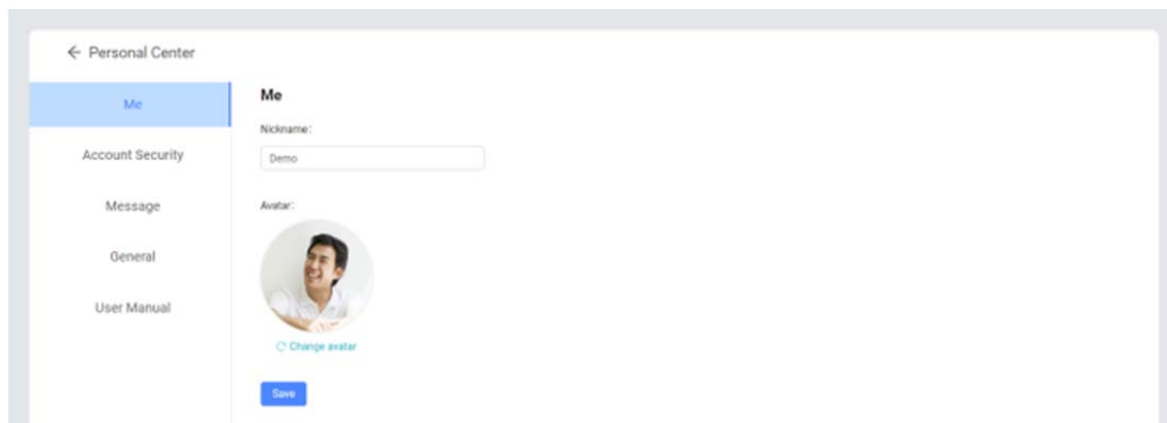 ← Personal Center
Me
Account Security
Message
General
User Manual
Me
Nickname:
Demo
Avatar:
Change avatar
Save